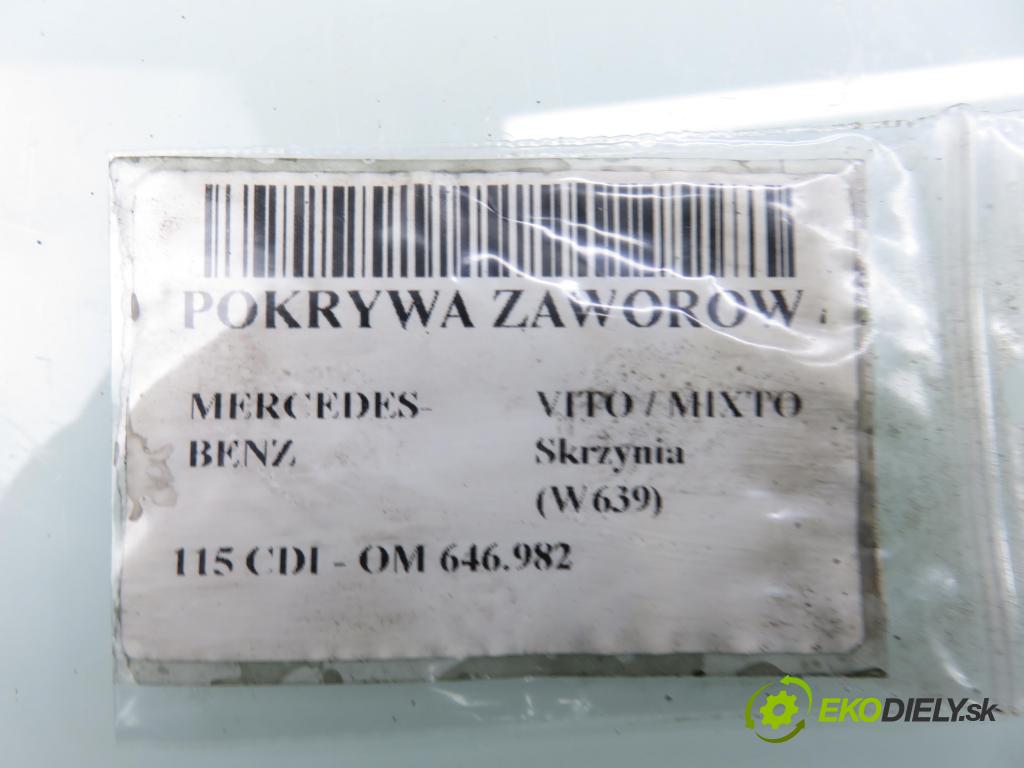 POKRYWA ZAWOROW
MERCEDES-
BENZ
VITO / MIXTO
Skrzynia
(W639)
115 CDI - OM 646.982
EKODIELY.sk